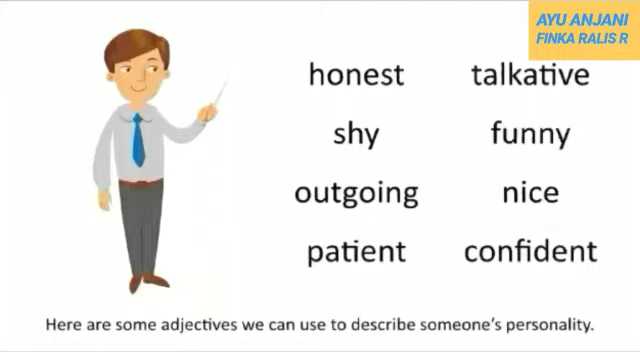 AYU ANJANI
FINKA RALIS R
honest talkative
shy funny
outgoing nice
patient confident
Here are some adjectives we can use to describe someone's personality.